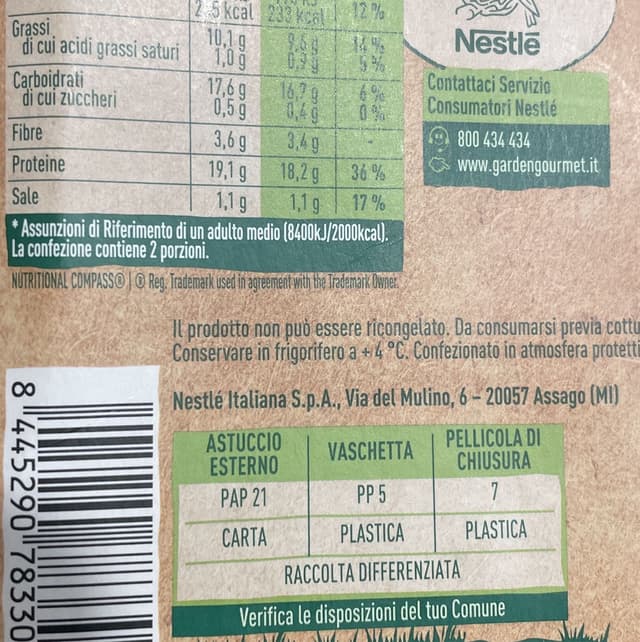 233 kcal 12 %
Grassi 10,1 g 9,6 g 14 %
di cui acidi grassi saturi 1,0 g 0,9 g 5 %
Carboidrati 17,6 g 16,7 g 6 %
di cui zuccheri 0,5 g 0,4 g 0 %
Fibre 3,6 g 3,4 g -
Proteine 19,1 g 18,2 g 36 %
Sale 1,1 g 1,1 g 17 %
* Assunzioni di Riferimento di un adulto medio (8400kJ/2000kcal).
La confezione contiene 2 porzioni.
NUTRITIONAL COMPASS® | ® Reg. Trademark used in agreement with the Trademark Owner.
Nestlé
Contattaci Servizio
Consumatori Nestlé
800 434 434
www.gardengourmet.it
Il prodotto non può essere ricongelato. Da consumarsi previa cottu
Conservare in frigorifero a + 4 °C. Confezionato in atmosfera protetti
Nestlé Italiana S.p.A., Via del Mulino, 6 – 20057 Assago (MI)
ASTUCCIO ESTERNO VASCHETTA PELLICOLA DI CHIUSURA
PAP 21 PP 5 7
CARTA PLASTICA PLASTICA
RACCOLTA DIFFERENZIATA
Verifica le disposizioni del tuo Comune
8 445290 78330